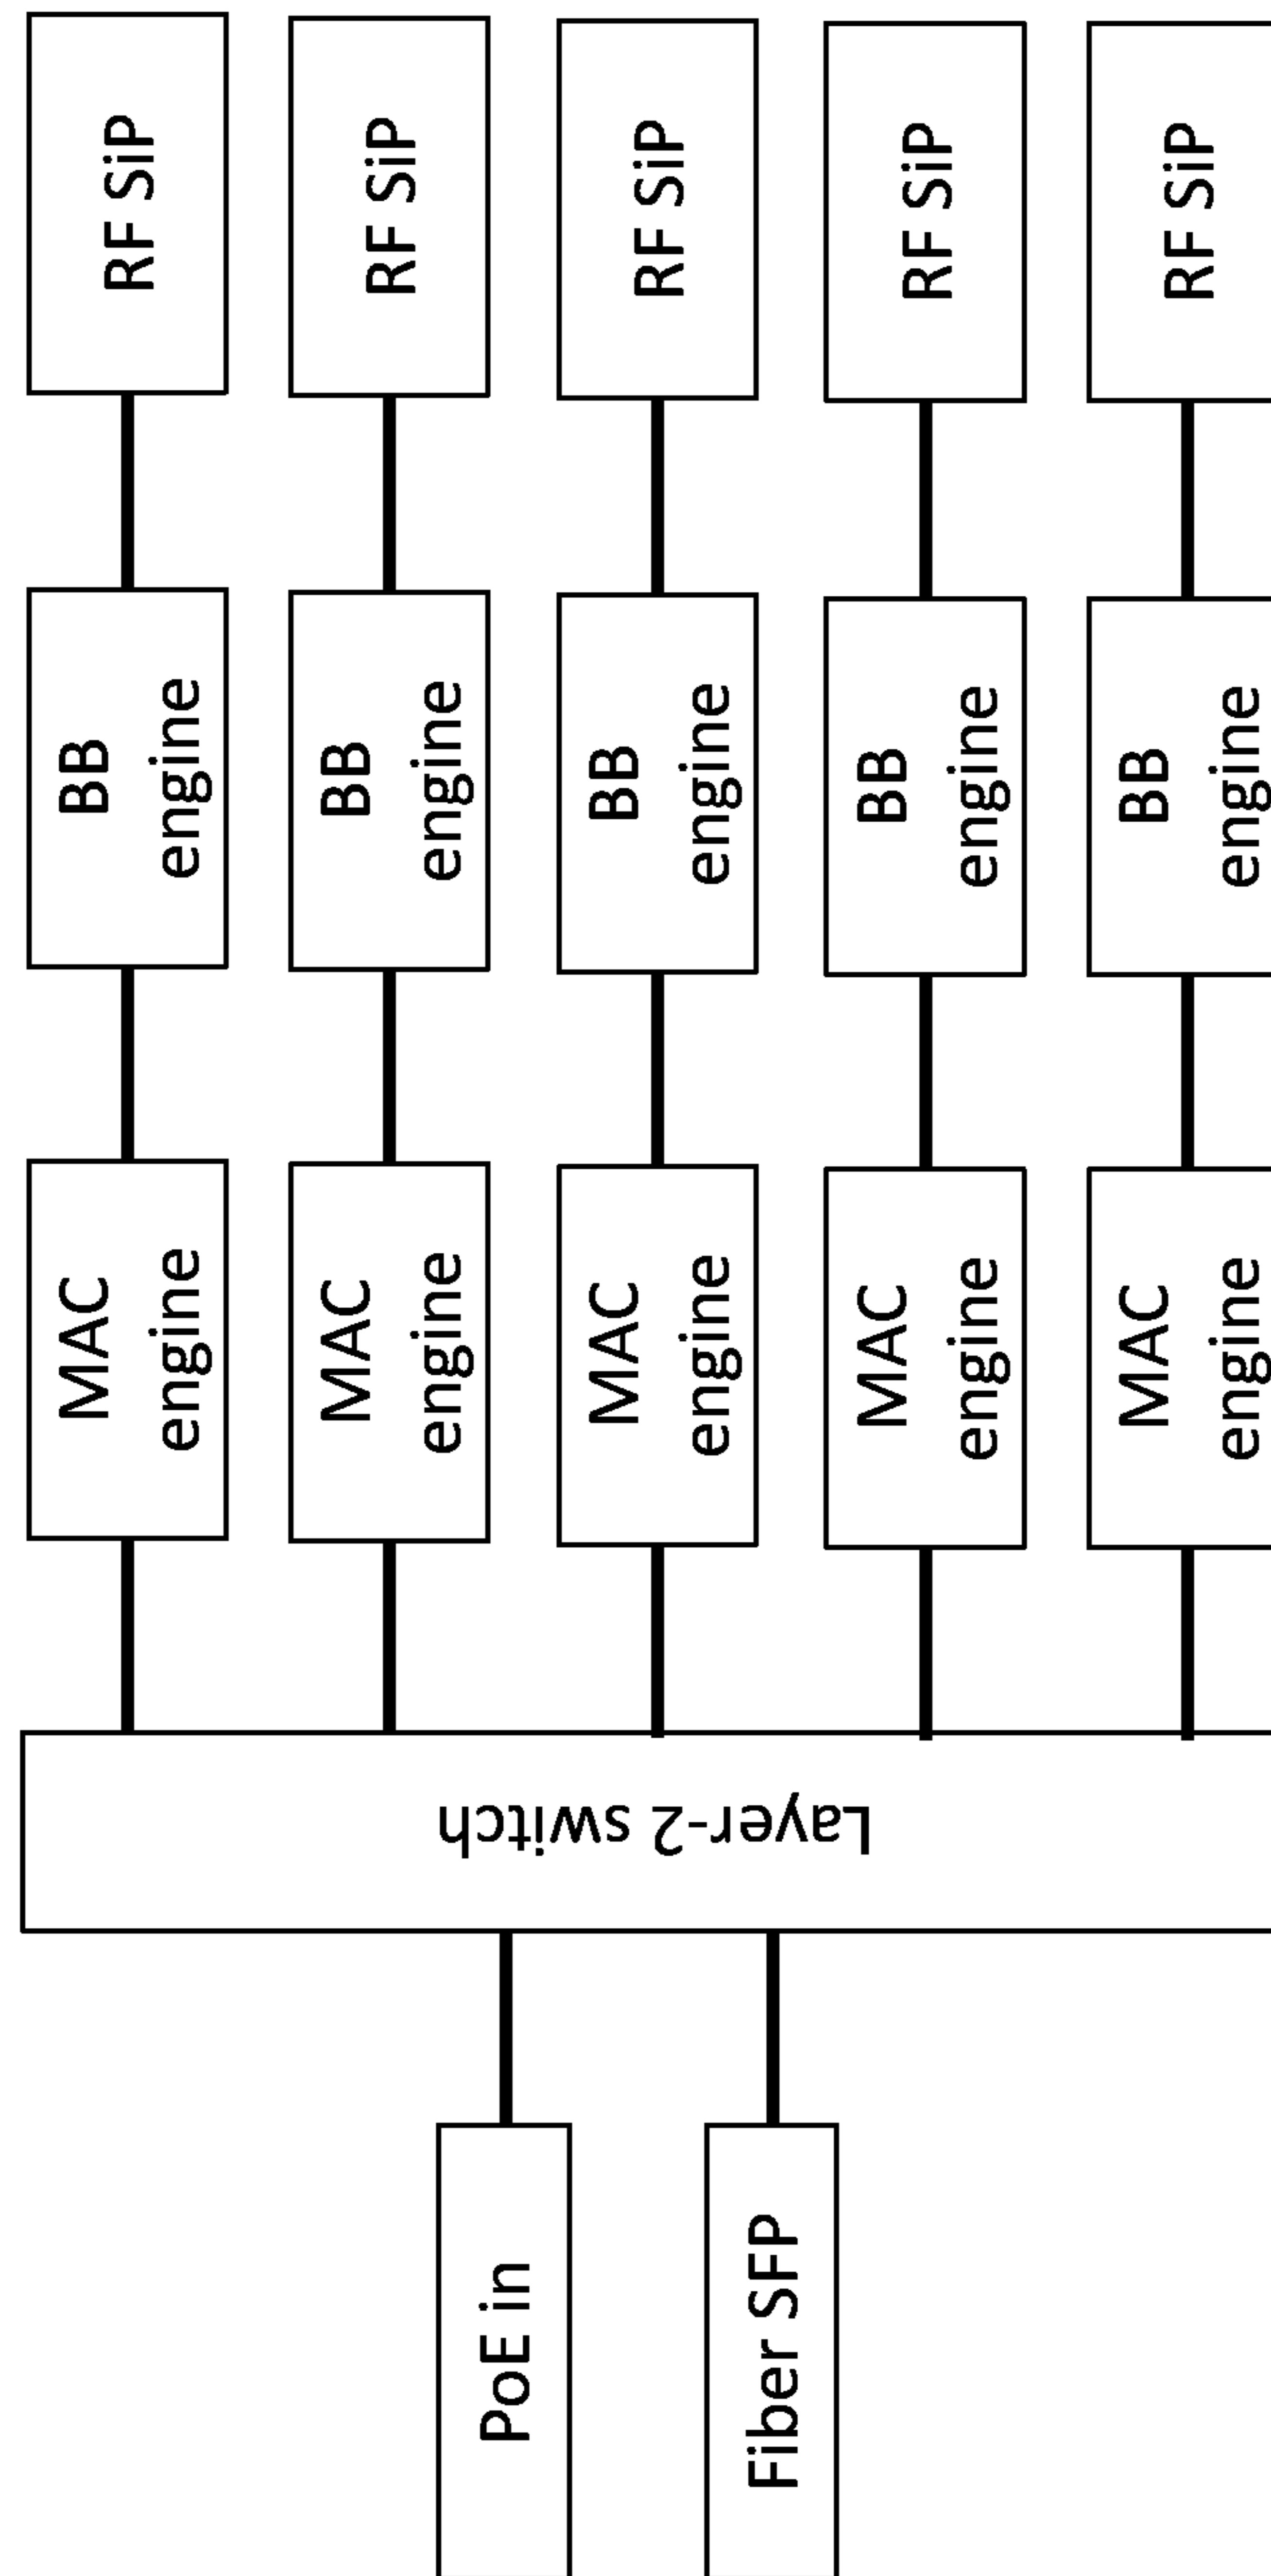 PoE in
Fiber SFP
Layer-2 switch
MAC
engine
BB
engine
RF SiP
MAC
engine
BB
engine
RF SiP
MAC
engine
BB
engine
RF SiP
MAC
engine
BB
engine
RF SiP
MAC
engine
BB
engine
RF SiP